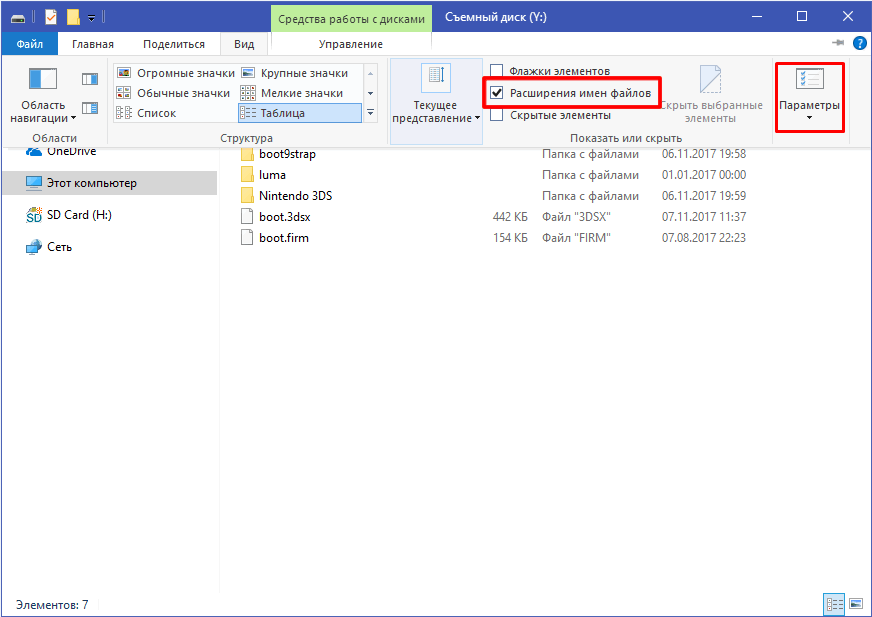 Средства работы с дисками
Съемный диск (Y:)
Файл
Главная
Поделиться
Вид
Управление
Область навигации
Области
Огромные значки
Крупные значки
Обычные значки
Мелкие значки
Список
Таблица
Структура
Текущее представление
Флажки элементов
Расширения имен файлов
Скрытые элементы
Скрыть выбранные элементы
Показать или скрыть
Параметры
OneDrive
Этот компьютер
SD Card (H:)
Сеть
boot9strap Папка с файлами 06.11.2017 19:58
luma Папка с файлами 01.01.2017 00:00
Nintendo 3DS Папка с файлами 06.11.2017 19:59
boot.3dsx 442 КБ Файл "3DSX" 07.11.2017 11:37
boot.firm 154 КБ Файл "FIRM" 07.08.2017 22:23
Элементов: 7